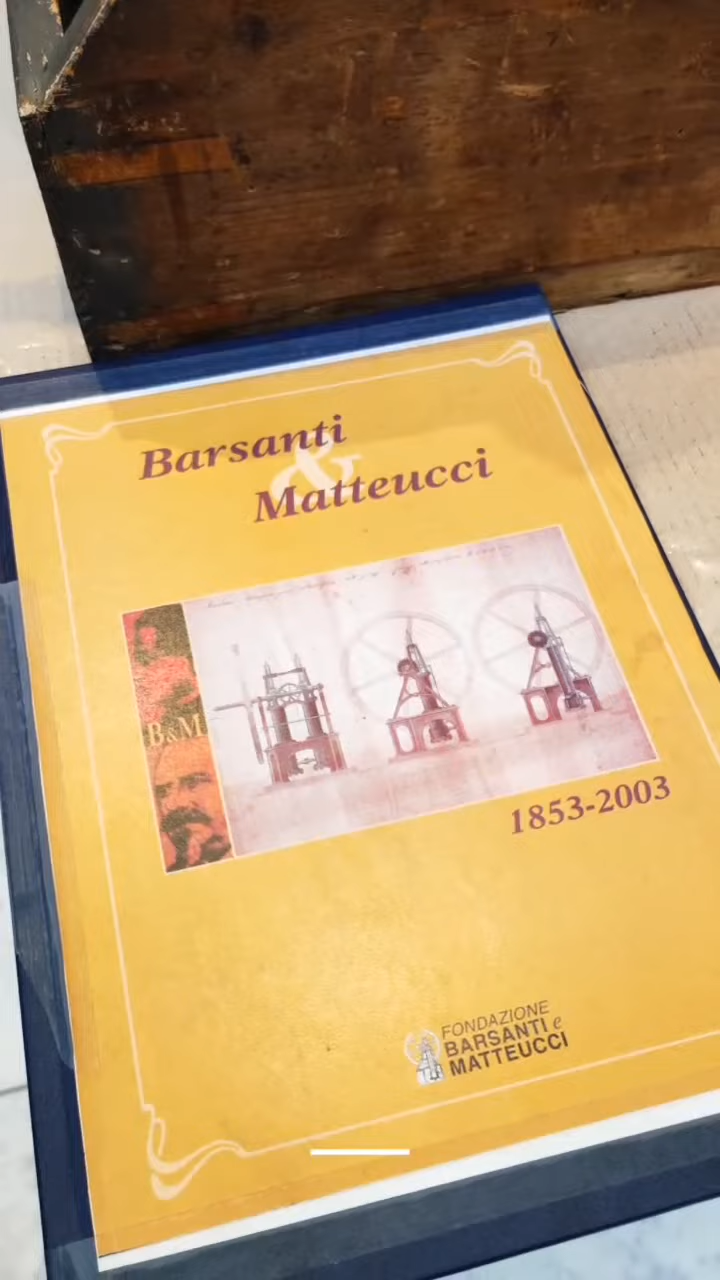 Barsanti
&
Matteucci
B&M
1853-2003
FONDAZIONE
BARSANTI e
MATTEUCCI